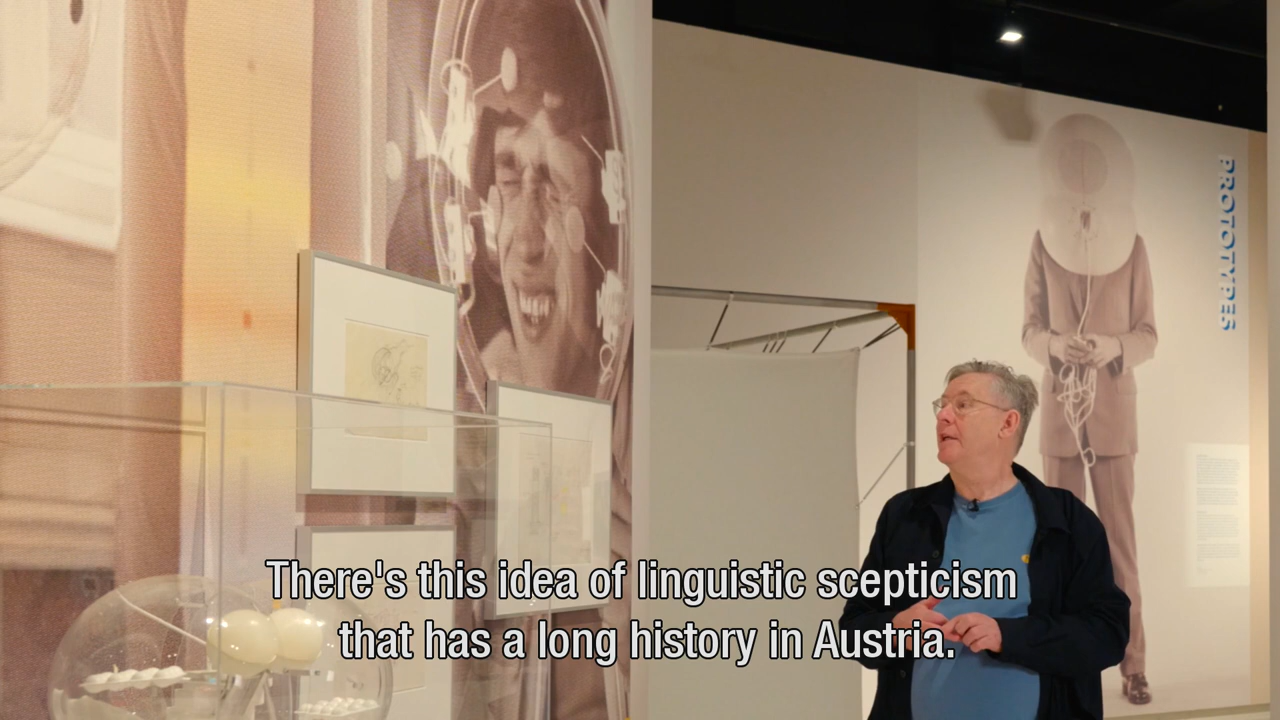 PROTOTYPES
There's this idea of linguistic scepticism
that has a long history in Austria.